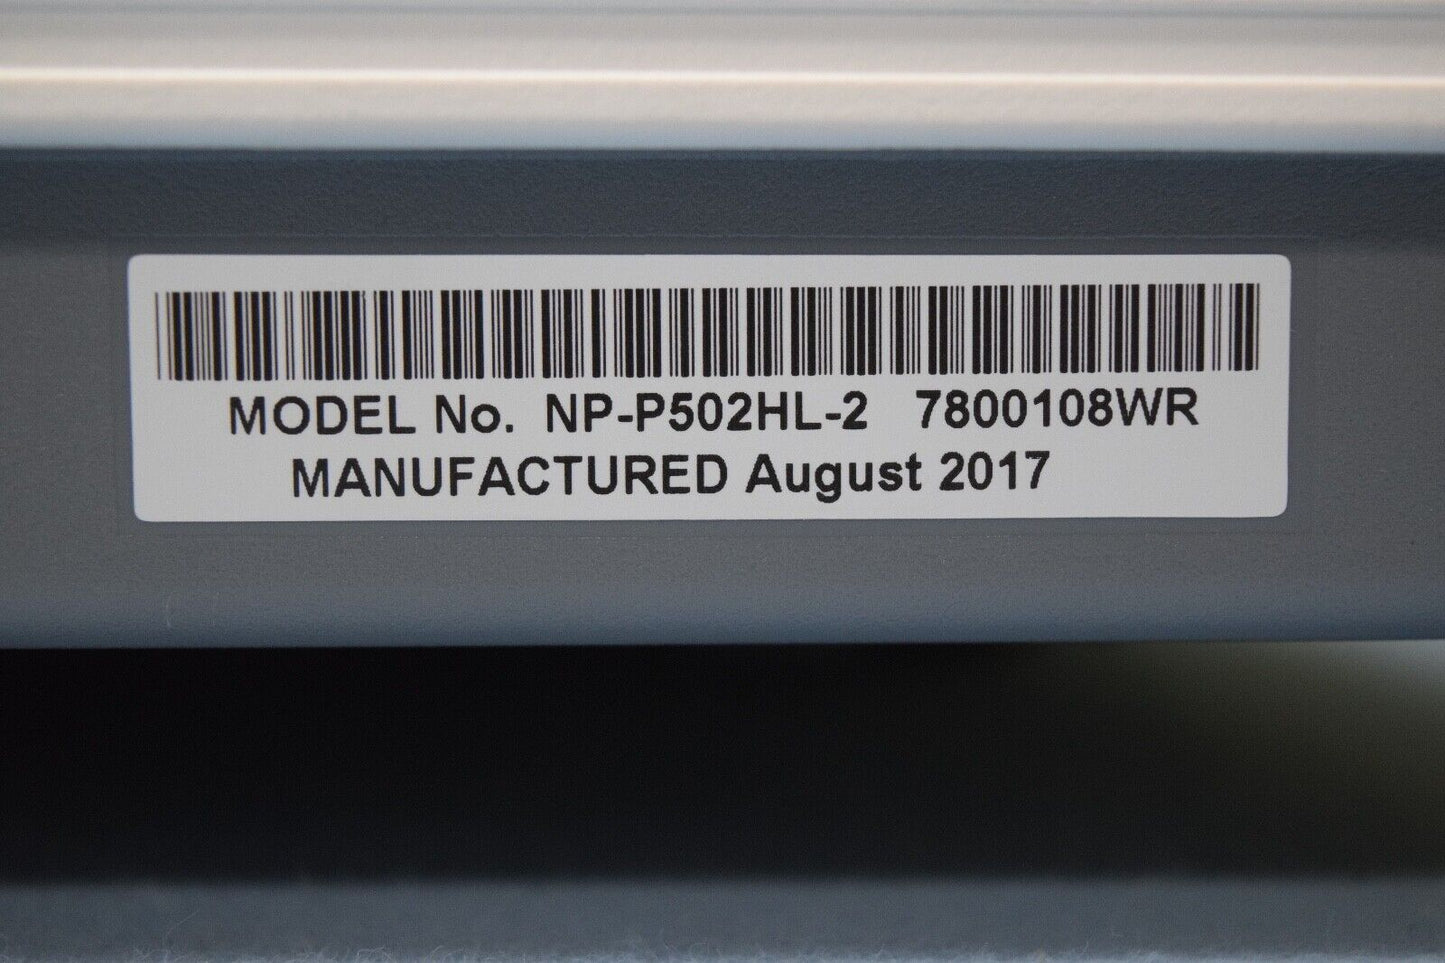 MODEL No. NP-P502HL-2 7800108WR
MANUFACTURED August 2017